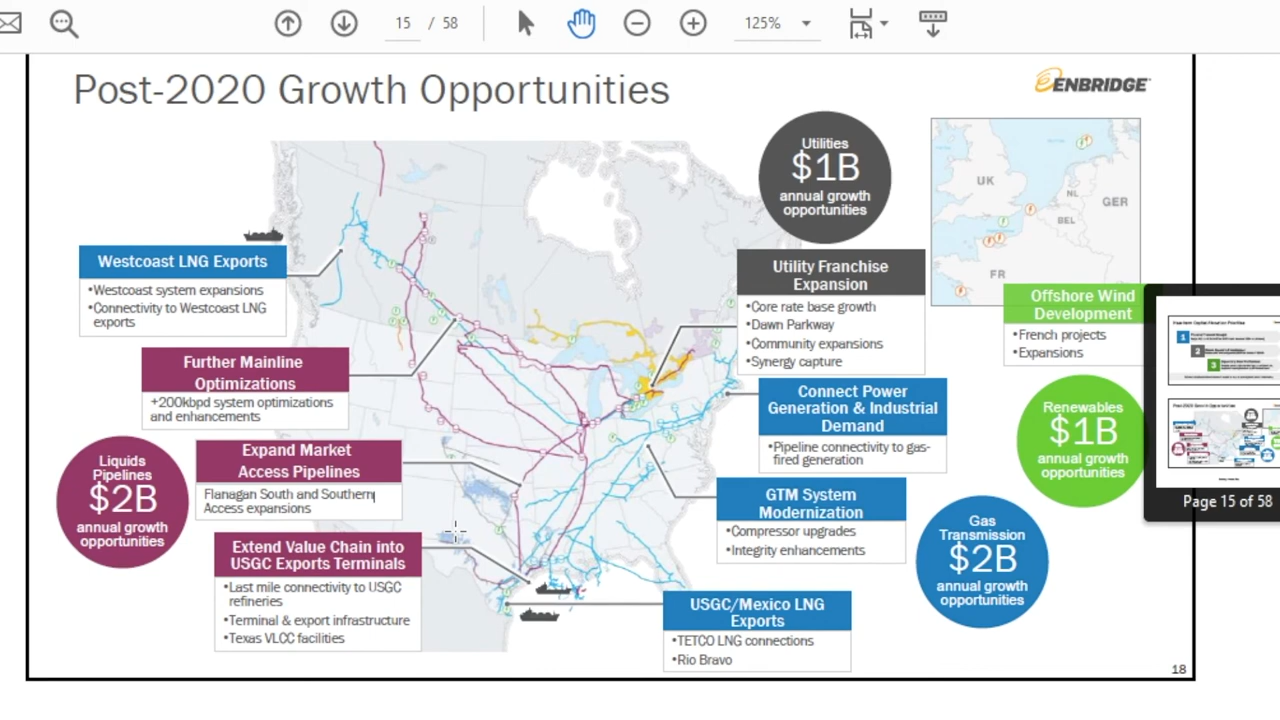 15 / 58
125%
Post-2020 Growth Opportunities
ENBRIDGE
Utilities
$1B
annual growth
opportunities
UK
NL
GER
BEL
FR
Westcoast LNG Exports
•Westcoast system expansions
•Connectivity to Westcoast LNG
exports
Utility Franchise
Expansion
•Core rate base growth
•Dawn Parkway
•Community expansions
•Synergy capture
Offshore Wind
Development
•French projects
•Expansions
Further Mainline
Optimizations
+200kbpd system optimizations
and enhancements
Connect Power
Generation & Industrial
Demand
•Pipeline connectivity to gas-
fired generation
Renewables
$1B
annual growth
opportunities
Liquids
Pipelines
$2B
annual growth
opportunities
Expand Market
Access Pipelines
Flanagan South and Southern
Access expansions
GTM System
Modernization
•Compressor upgrades
•Integrity enhancements
Gas
Transmission
$2B
annual growth
opportunities
Extend Value Chain into
USGC Exports Terminals
•Last mile connectivity to USGC
refineries
•Terminal & export infrastructure
•Texas VLCC facilities
USGC/Mexico LNG
Exports
•TETCO LNG connections
•Rio Bravo
18
1
2
3
Post-2020 Growth Opportunities
Page 15 of 58